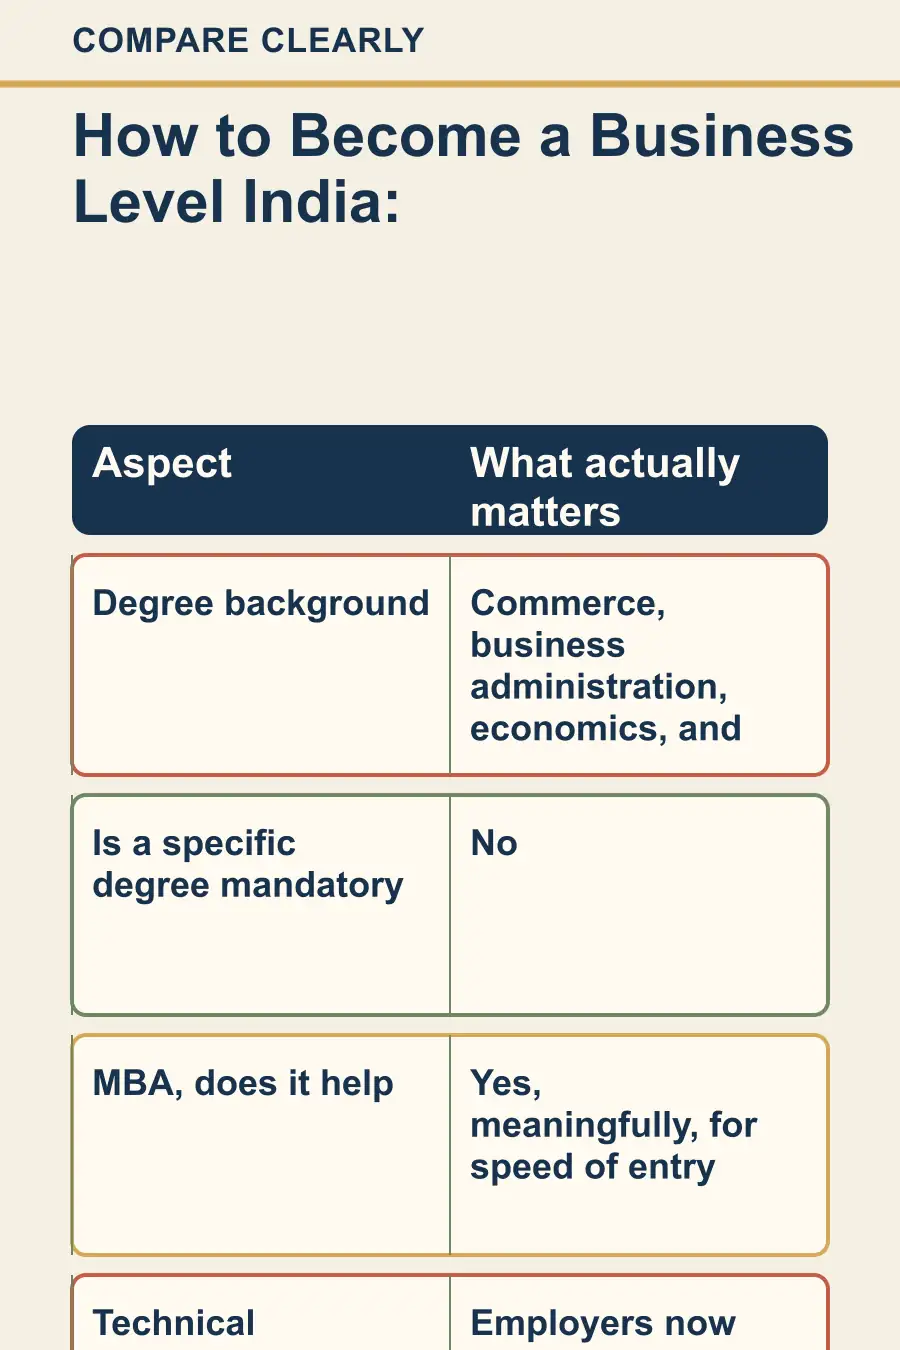 COMPARE CLEARLY
How to Become a Business
Level India:
Aspect
What actually
matters
Degree background
Commerce,
business
administration,
economics, and
Is a specific
degree mandatory
No
MBA, does it help
Yes,
meaningfully, for
speed of entry
Technical
Employers now